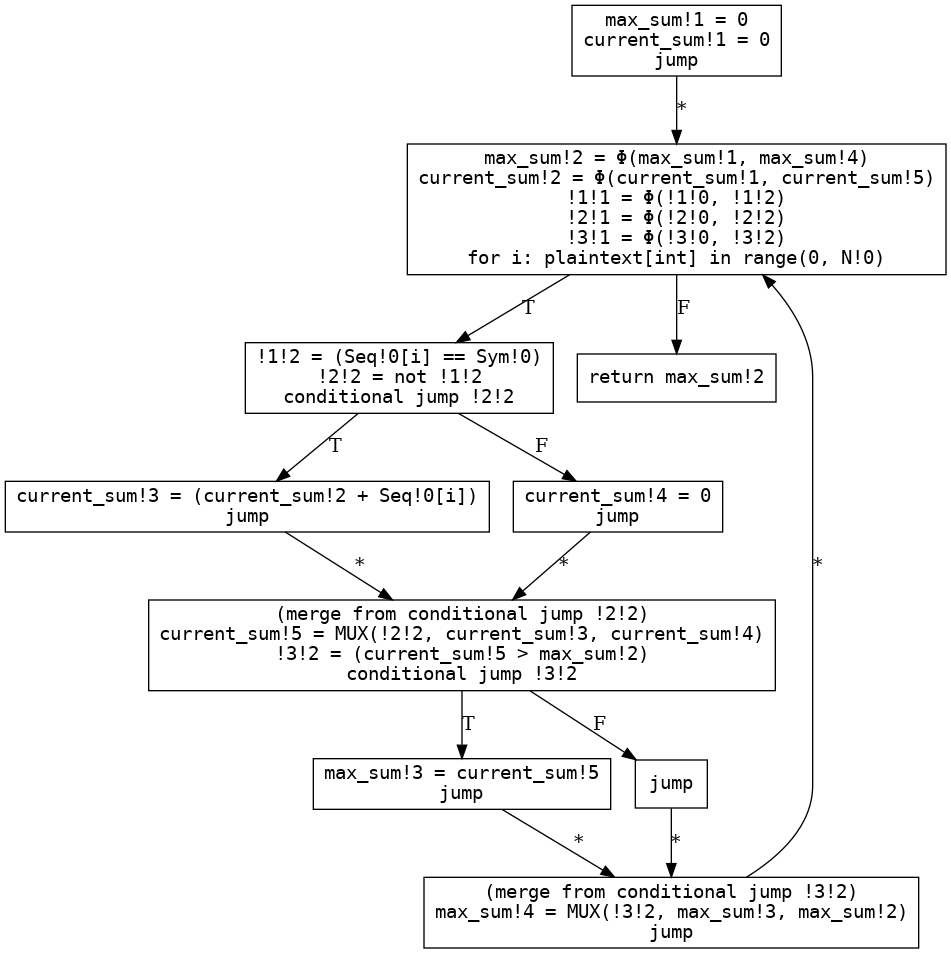 max_sum!1 = 0
current_sum!1 = 0
jump
*
max_sum!2 = Φ(max_sum!1, max_sum!4)
current_sum!2 = Φ(current_sum!1, current_sum!5)
!1!1 = Φ(!1!0, !1!2)
!2!1 = Φ(!2!0, !2!2)
!3!1 = Φ(!3!0, !3!2)
for i: plaintext[int] in range(0, N!0)
T
F
!1!2 = (Seq!0[i] == Sym!0)
!2!2 = not !1!2
conditional jump !2!2
return max_sum!2
T
F
current_sum!3 = (current_sum!2 + Seq!0[i])
jump
current_sum!4 = 0
jump
*
*
*
(merge from conditional jump !2!2)
current_sum!5 = MUX(!2!2, current_sum!3, current_sum!4)
!3!2 = (current_sum!5 > max_sum!2)
conditional jump !3!2
T
F
max_sum!3 = current_sum!5
jump
jump
*
*
(merge from conditional jump !3!2)
max_sum!4 = MUX(!3!2, max_sum!3, max_sum!2)
jump